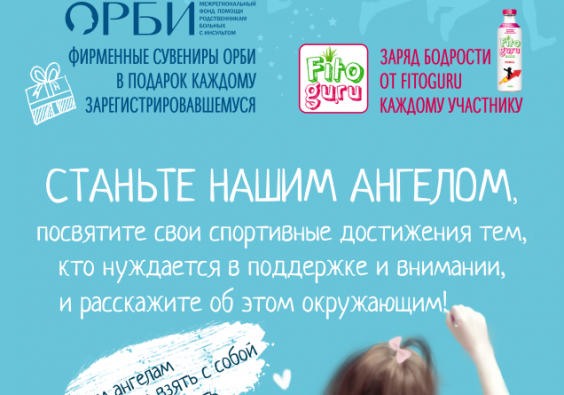 ОРБИ
МЕЖРЕГИОНАЛЬНЫЙ
ФОНД ПОМОЩИ
РОДСТВЕННИКАМ
БОЛЬНЫХ
С ИНСУЛЬТОМ
ФИРМЕННЫЕ СУВЕНИРЫ ОРБИ
В ПОДАРОК КАЖДОМУ
ЗАРЕГИСТРИРОВАВШЕМУСЯ
Fito
guru
ЗАРЯД БОДРОСТИ
ОТ FITOGURU
КАЖДОМУ УЧАСТНИКУ
Fito
guru
СТАНЬТЕ НАШИМ АНГЕЛОМ,
посвятите свои спортивные достижения тем,
кто нуждается в поддержке и внимании,
и расскажите об этом окружающим!
ангелам
взять с собой